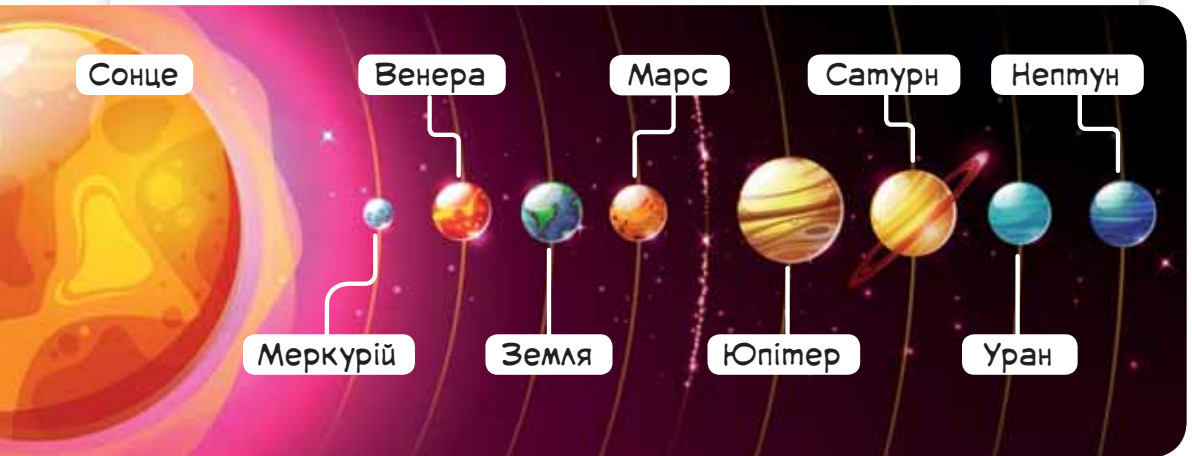 Сонце
Венера
Марс
Сатурн
Нептун
Меркурій
Земля
Юпітер
Уран